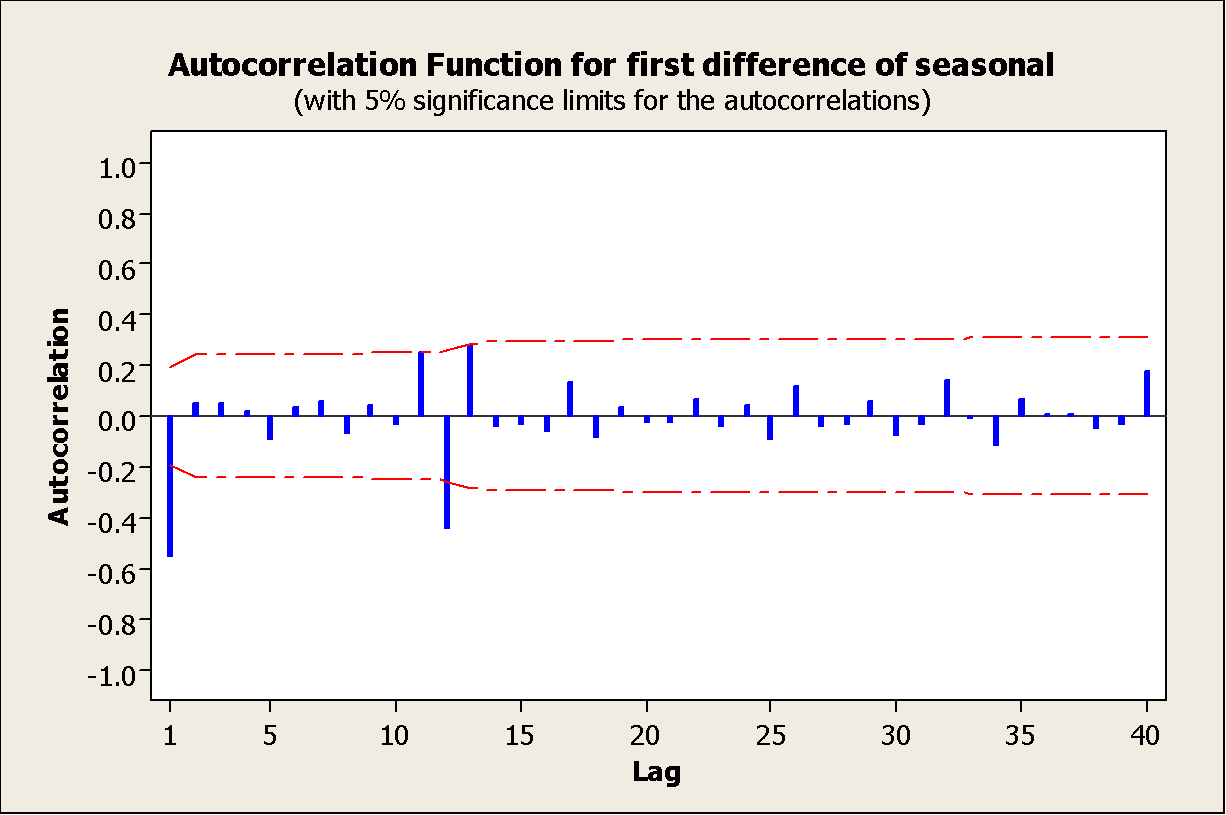 Autocorrelation Function for first difference of seasonal
(with 5% significance limits for the autocorrelations)
Autocorrelation
1.0
0.8
0.6
0.4
0.2
0.0
-0.2
-0.4
-0.6
-0.8
-1.0
1 5 10 15 20 25 30 35 40
Lag